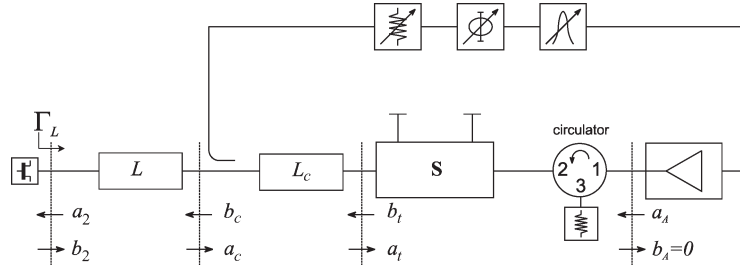 Γ_L
L
L_c
S
circulator
2 1
3
a_2
b_2
b_c
a_c
b_t
a_t
a_A
b_A=0